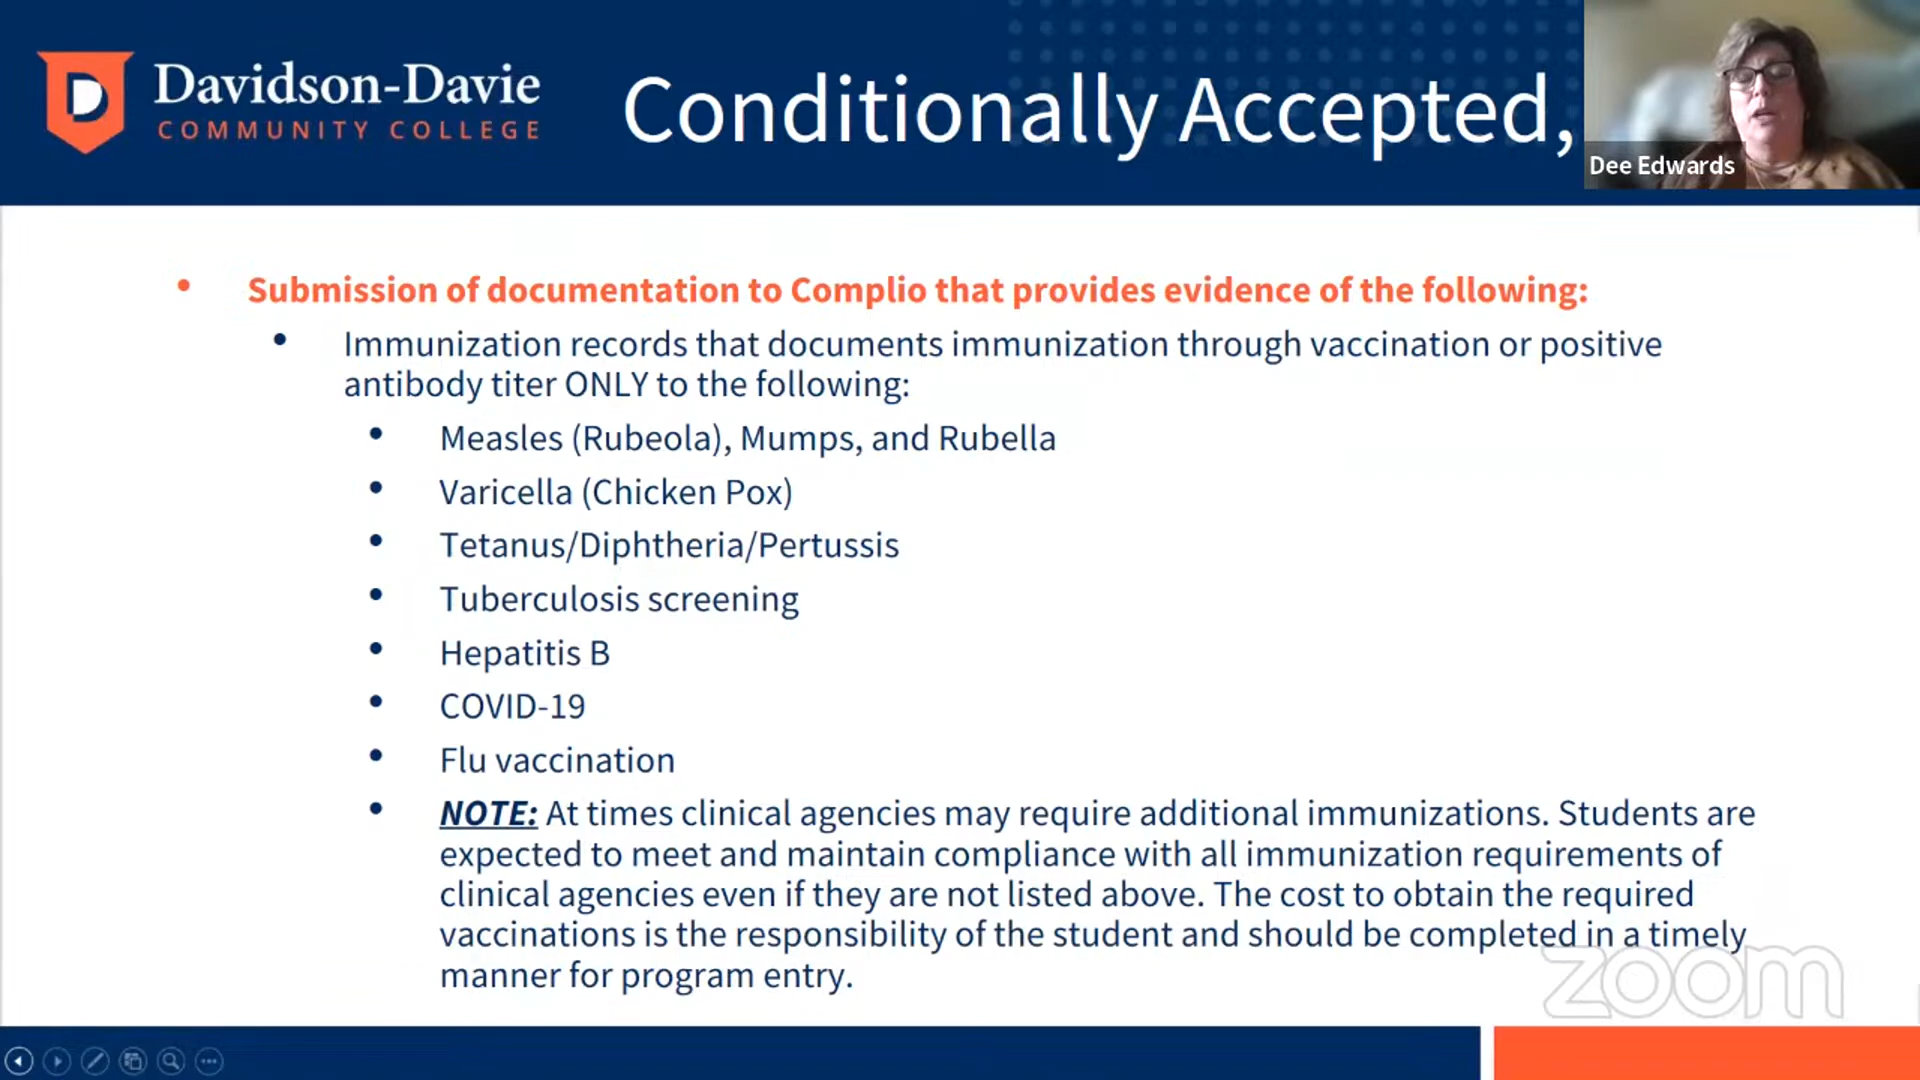 Davidson-Davie
COMMUNITY COLLEGE
Conditionally Accepted,
Dee Edwards
• Submission of documentation to Complio that provides evidence of the following:
• Immunization records that documents immunization through vaccination or positive
antibody titer ONLY to the following:
• Measles (Rubeola), Mumps, and Rubella
• Varicella (Chicken Pox)
• Tetanus/Diphtheria/Pertussis
• Tuberculosis screening
• Hepatitis B
• COVID-19
• Flu vaccination
• NOTE: At times clinical agencies may require additional immunizations. Students are
expected to meet and maintain compliance with all immunization requirements of
clinical agencies even if they are not listed above. The cost to obtain the required
vaccinations is the responsibility of the student and should be completed in a timely
manner for program entry.
zoom